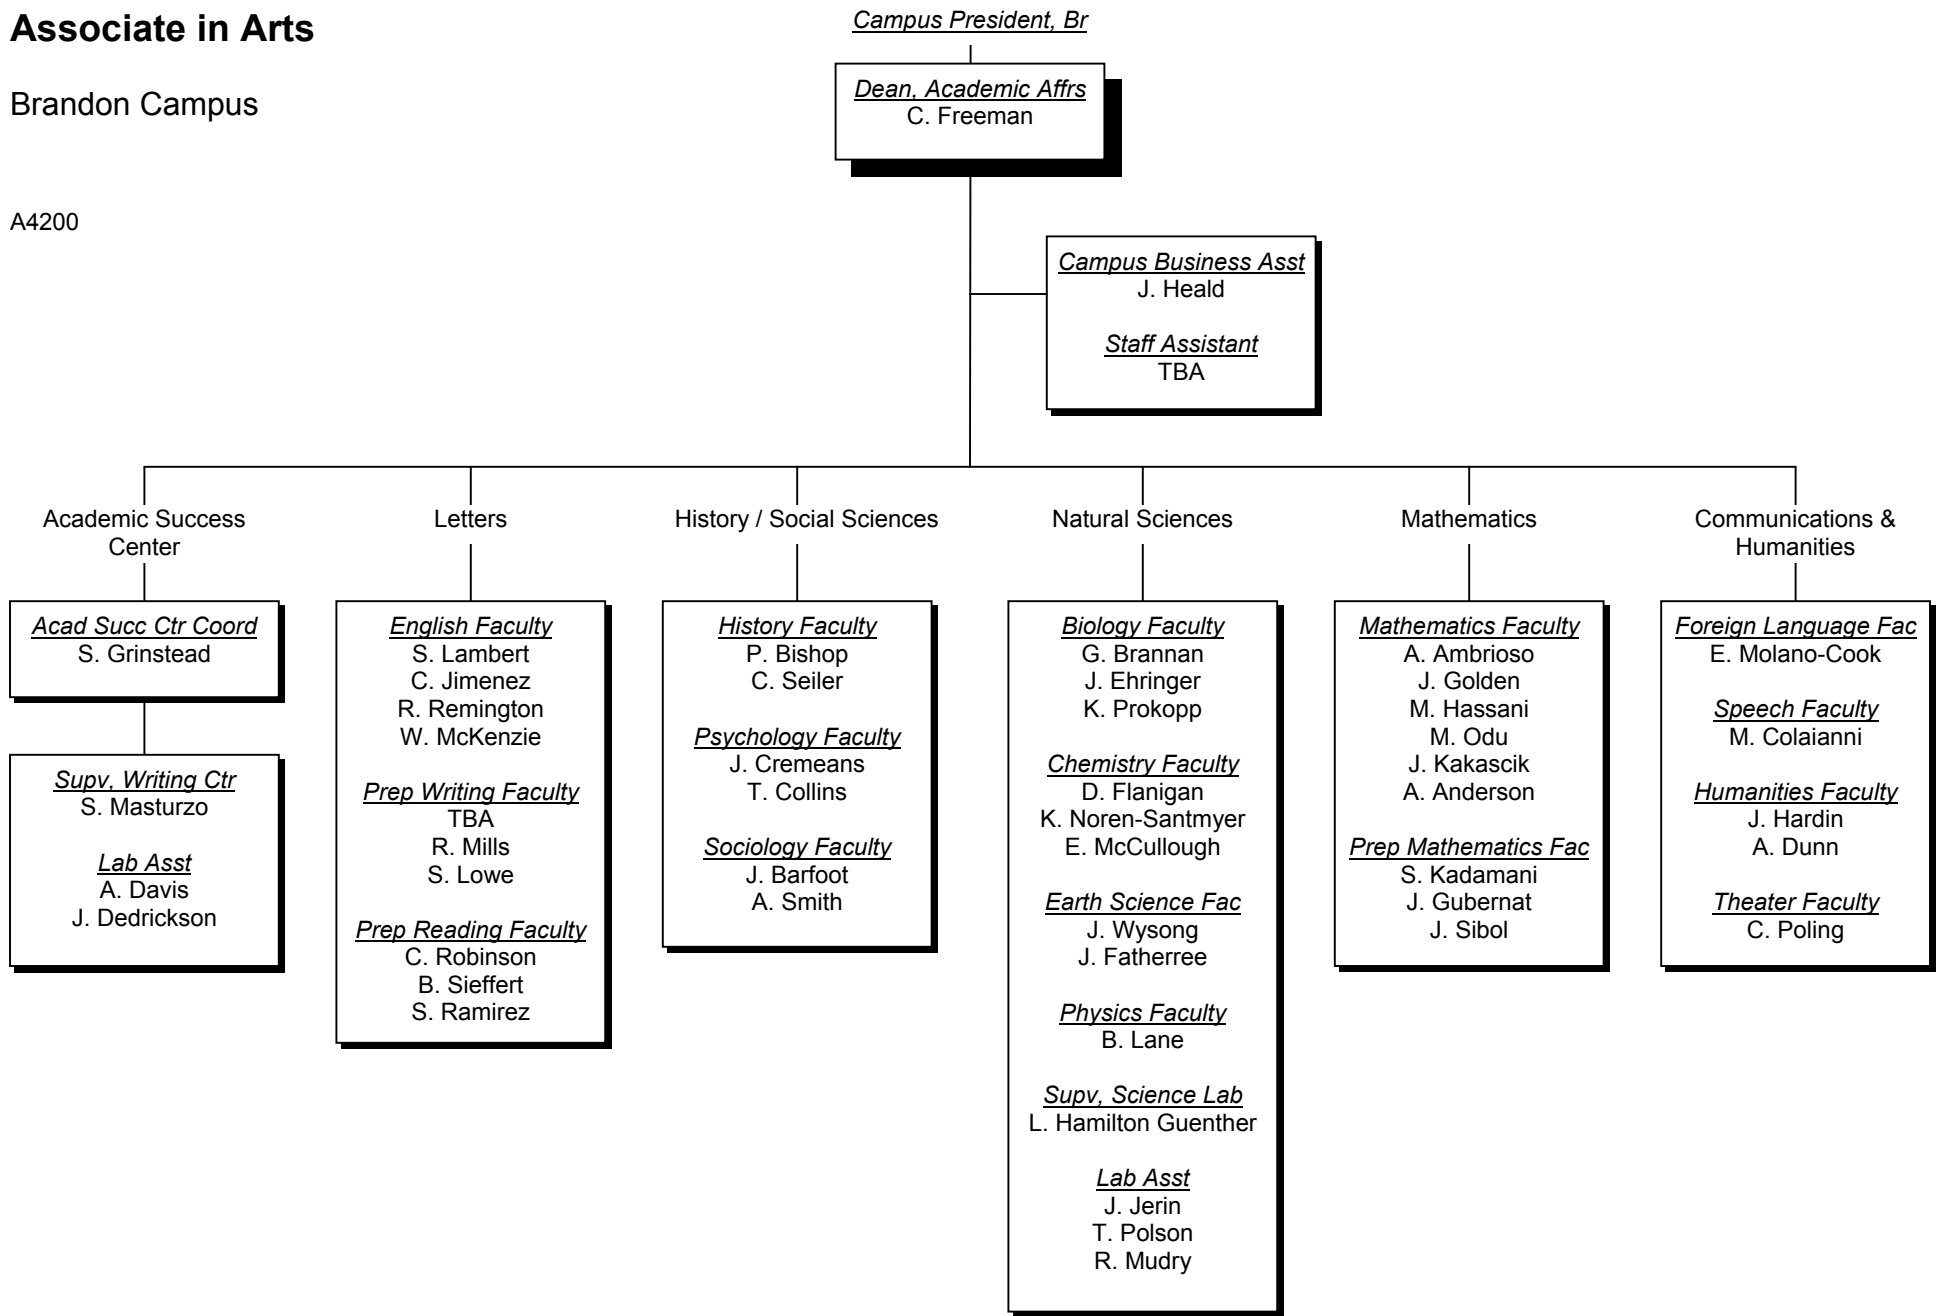 Associate in Arts
Brandon Campus
A4200
Campus President, Br
Dean, Academic Affrs
C. Freeman
Campus Business Asst
J. Heald
Staff Assistant
TBA
Academic Success
Center
Acad Succ Ctr Coord
S. Grinstead
Supv, Writing Ctr
S. Masturzo
Lab Asst
A. Davis
J. Dedrickson
Letters
English Faculty
S. Lambert
C. Jimenez
R. Remington
W. McKenzie
Prep Writing Faculty
TBA
R. Mills
S. Lowe
Prep Reading Faculty
C. Robinson
B. Sieffert
S. Ramirez
History / Social Sciences
History Faculty
P. Bishop
C. Seiler
Psychology Faculty
J. Cremeans
T. Collins
Sociology Faculty
J. Barfoot
A. Smith
Natural Sciences
Biology Faculty
G. Brannan
J. Ehringer
K. Prokopp
Chemistry Faculty
D. Flanigan
K. Noren-Santmyer
E. McCullough
Earth Science Fac
J. Wysong
J. Fatherree
Physics Faculty
B. Lane
Supv, Science Lab
L. Hamilton Guenther
Lab Asst
J. Jerin
T. Polson
R. Mudry
Mathematics
Mathematics Faculty
A. Ambrioso
J. Golden
M. Hassani
M. Odu
J. Kakascik
A. Anderson
Prep Mathematics Fac
S. Kadamani
J. Gubernat
J. Sibol
Communications &
Humanities
Foreign Language Fac
E. Molano-Cook
Speech Faculty
M. Colaianni
Humanities Faculty
J. Hardin
A. Dunn
Theater Faculty
C. Poling